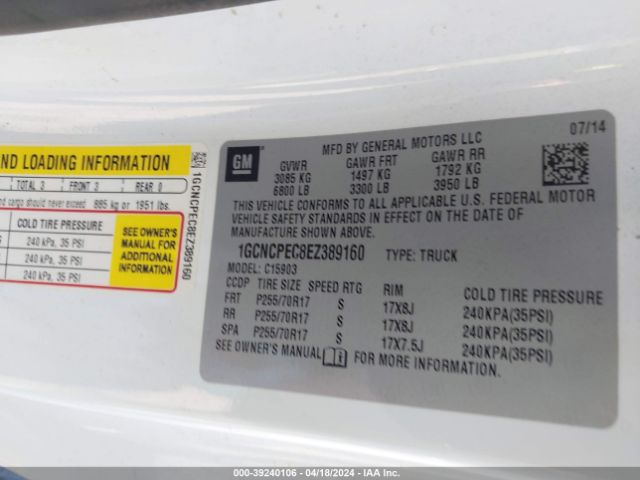 ND LOADING INFORMATION
TOTAL 3 FRONT 3 REAR 0
and cargo should never exceed 885 kg or 1951 lbs.
COLD TIRE PRESSURE
240 kPa, 35 PSI
240 kPa, 35 PSI
240 kPa, 35 PSI
SEE OWNER'S
MANUAL FOR
ADDITIONAL
INFORMATION
1GCNCPEC8EZ389160
GM
MFD BY GENERAL MOTORS LLC
07/14
GVWR GAWR FRT GAWR RR
3085 KG 1497 KG 1792 KG
6800 LB 3300 LB 3950 LB
THIS VEHICLE CONFORMS TO ALL APPLICABLE U.S. FEDERAL MOTOR
VEHICLE SAFETY STANDARDS IN EFFECT ON THE DATE OF
MANUFACTURE SHOWN ABOVE.
1GCNCPEC8EZ389160 TYPE: TRUCK
MODEL: C15903
CCDP TIRE SIZE SPEED RTG RIM COLD TIRE PRESSURE
FRT P255/70R17 S 17X8J 240KPA(35PSI)
RR P255/70R17 S 17X8J 240KPA(35PSI)
SPA P255/70R17 S 17X7.5J 240KPA(35PSI)
SEE OWNER'S MANUAL FOR MORE INFORMATION.
000-39240106 - 04/18/2024 - IAA, Inc.